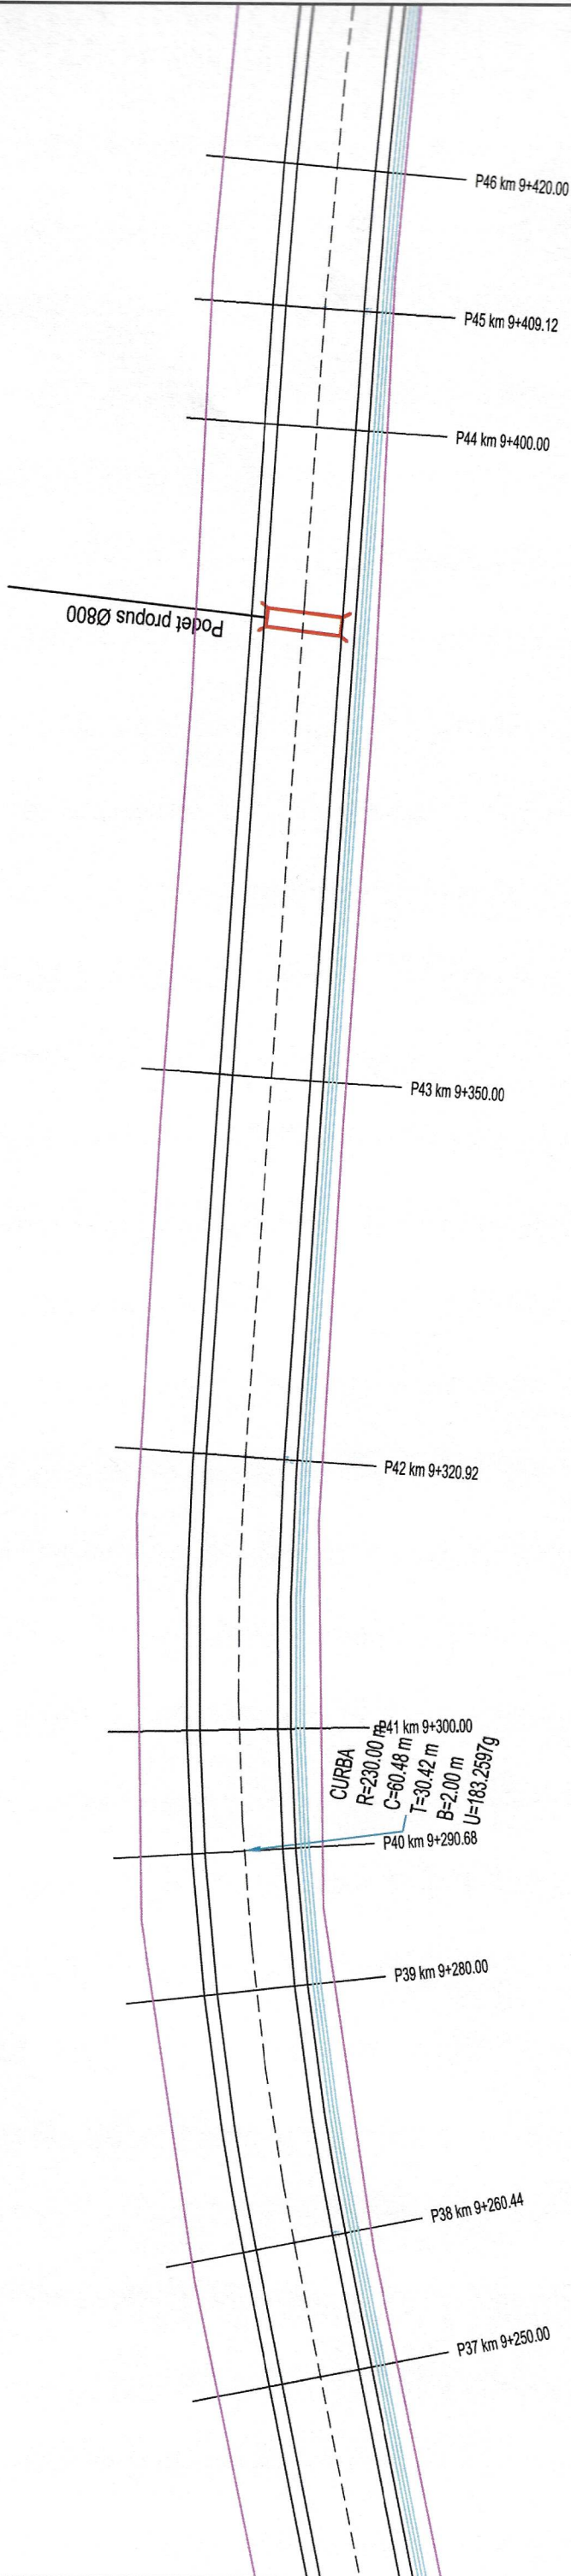 P46 km 9+420.00
P45 km 9+409.12
P44 km 9+400.00
Podet propus Ø800
P43 km 9+350.00
P42 km 9+320.92
P41 km 9+300.00
CURBA
R=230.00 m
C=60.48 m
T=30.42 m
B=2.00 m
U=183.2597g
P40 km 9+290.68
P39 km 9+280.00
P38 km 9+260.44
P37 km 9+250.00